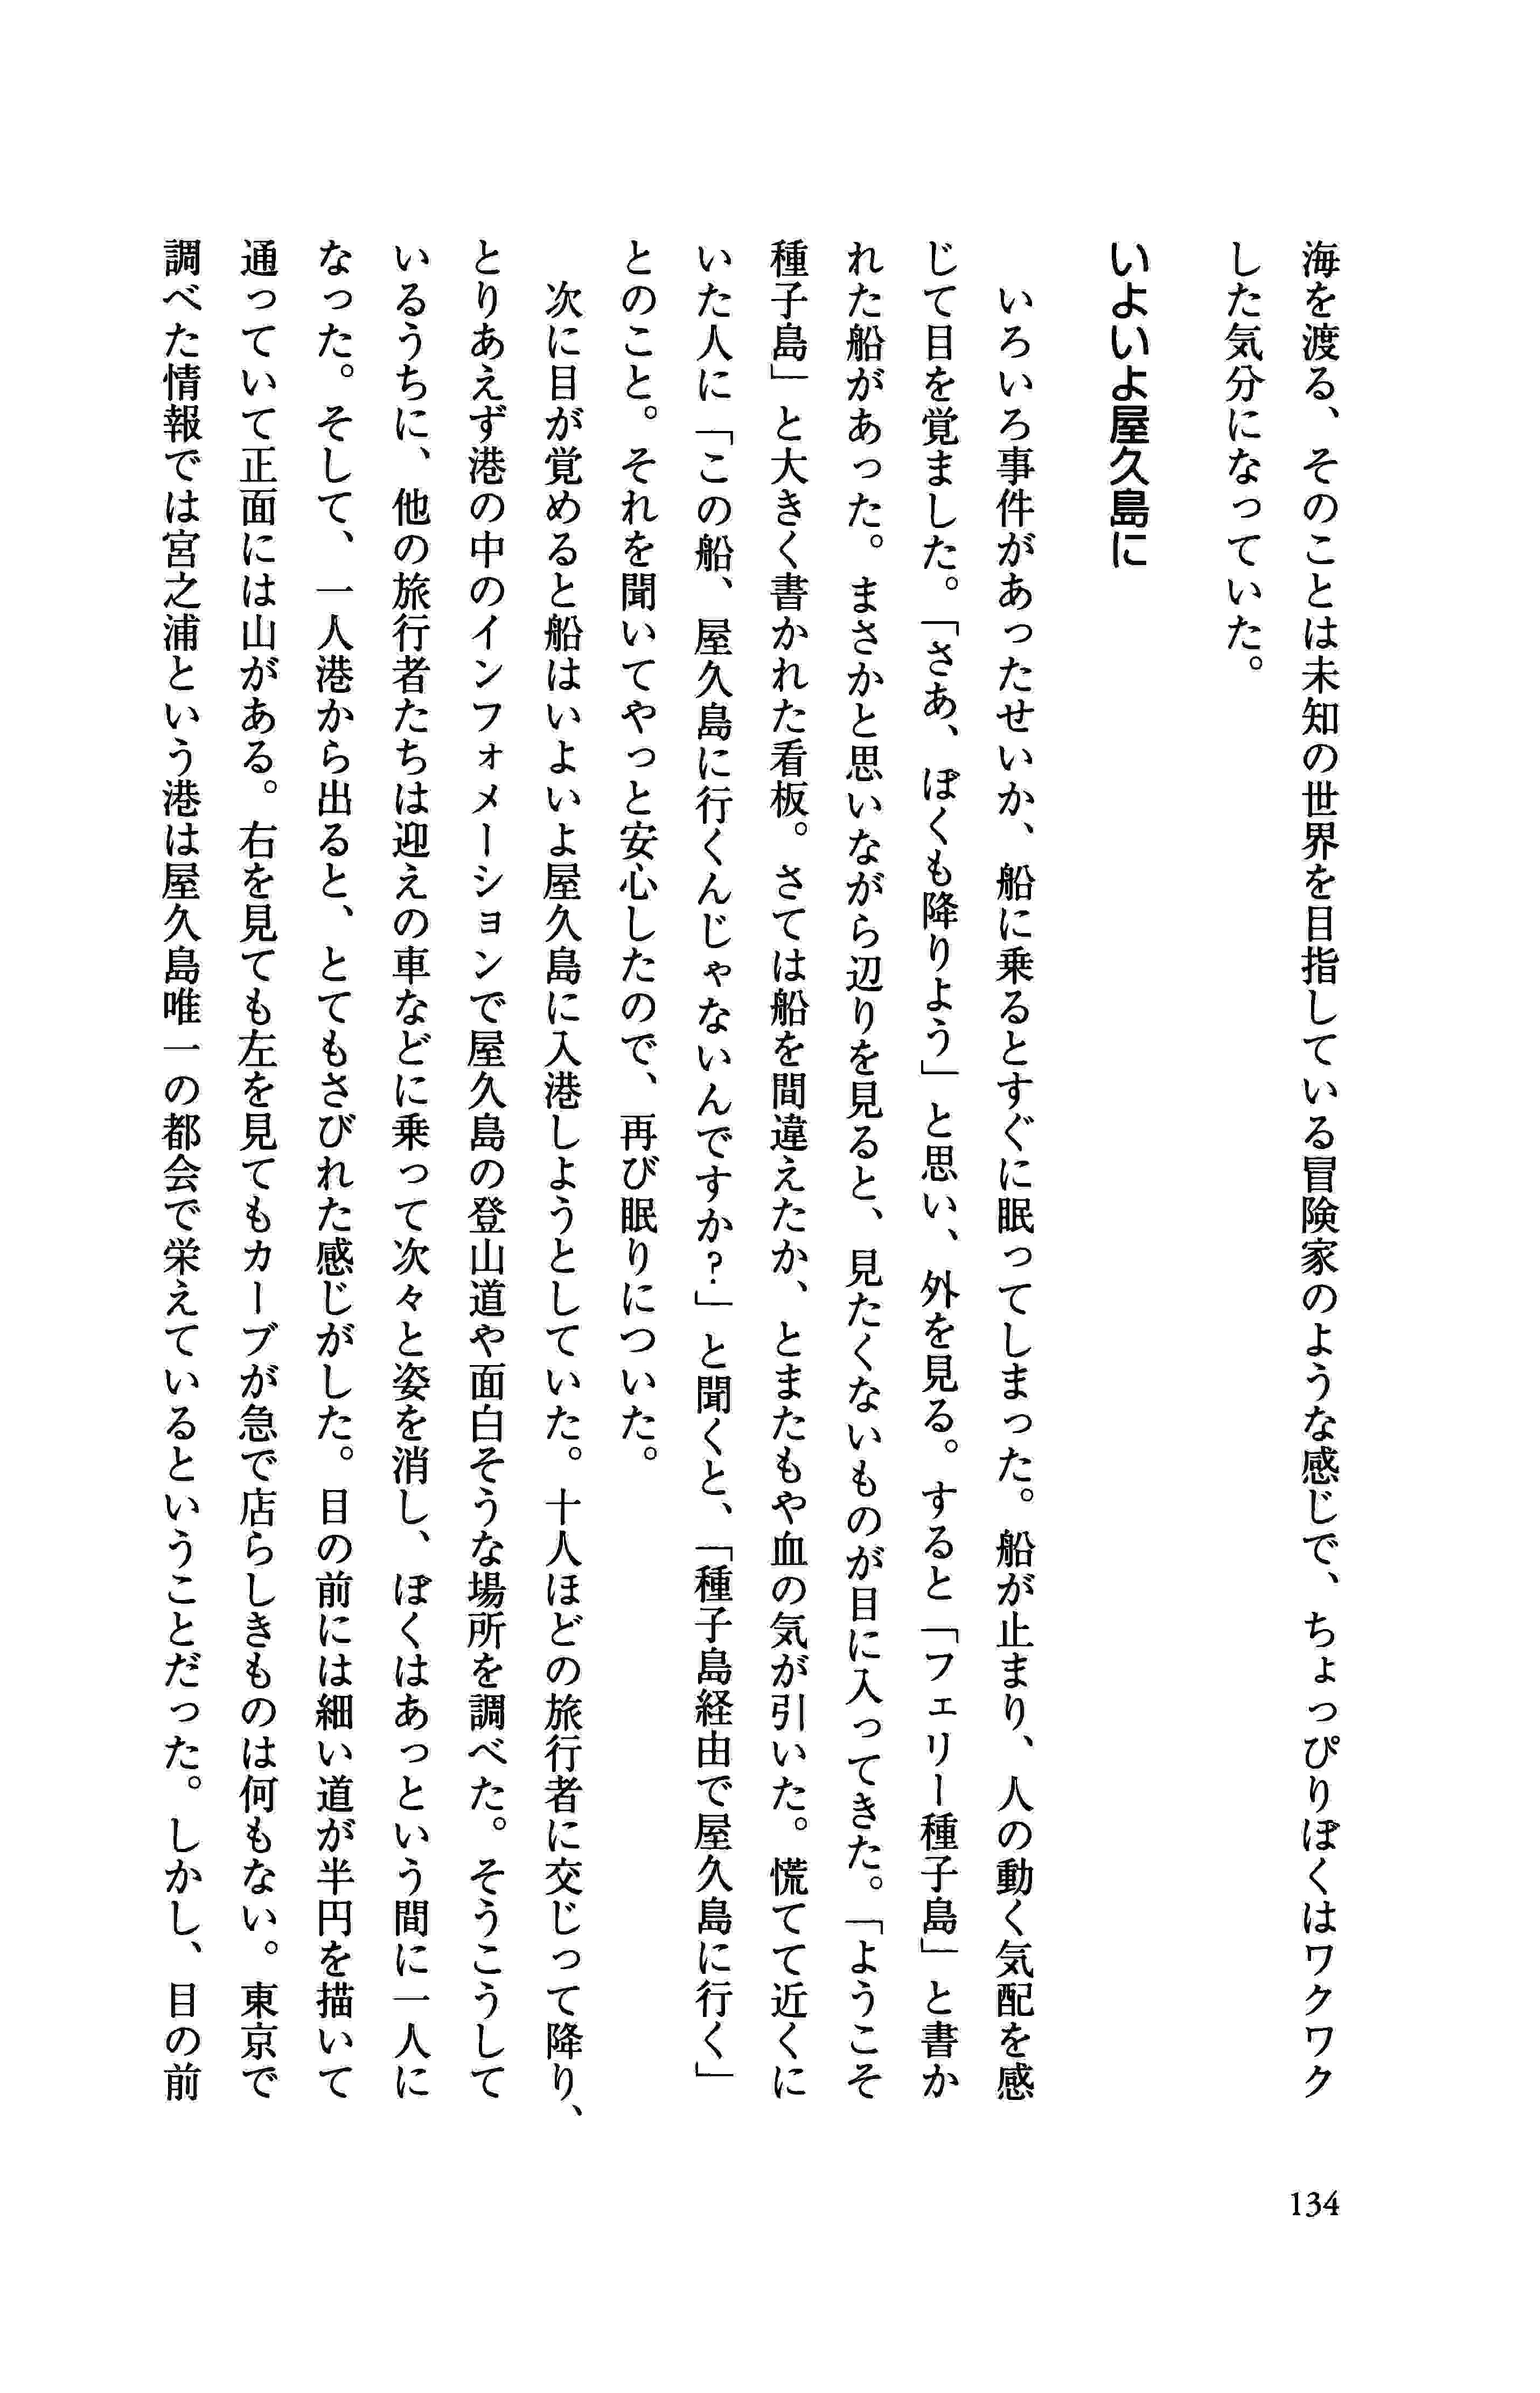 海を渡る、そのことは未知の世界を目指している冒険家のような感じで、ちょっぴりぼくはワクワク
した気分になっていた。
いよいよ屋久島に
いろいろ事件があったせいか、船に乗るとすぐに眠ってしまった。船が止まり、人の動く気配を感
じて目を覚ました。「さあ、ぼくも降りよう」と思い、外を見る。すると「フェリー種子島」と書か
れた船があった。まさかと思いながら辺りを見ると、見たくないものが目に入ってきた。「ようこそ
種子島」と大きく書かれた看板。さては船を間違えたか、とまたもや血の気が引いた。慌てて近くに
いた人に「この船、屋久島に行くんじゃないんですか?」と聞くと、「種子島経由で屋久島に行く」
とのこと。それを聞いてやっと安心したので、再び眠りについた。
次に目が覚めると船はいよいよ屋久島に入港しようとしていた。十人ほどの旅行者に交じって降り、
とりあえず港の中のインフォメーションで屋久島の登山道や面白そうな場所を調べた。そうこうして
いるうちに、他の旅行者たちは迎えの車などに乗って次々と姿を消し、ぼくはあっという間に一人に
なった。そして、一人港から出ると、とてもさびれた感じがした。目の前には細い道が半円を描いて
通っていて正面には山がある。右を見ても左を見てもカーブが急で店らしきものは何もない。東京で
調べた情報では宮之浦という港は屋久島唯一の都会で栄えているということだった。しかし、目の前
134